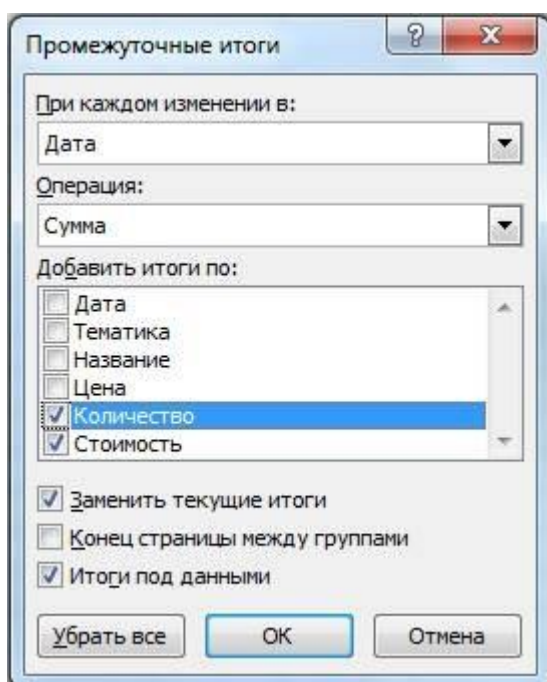 Промежуточные итоги
?
При каждом изменении в:
Дата
Операция:
Сумма
Добавить итоги по:
Дата
Тематика
Название
Цена
Количество
Стоимость
Заменить текущие итоги
Конец страницы между группами
Итоги под данными
Убрать все ОК Отмена